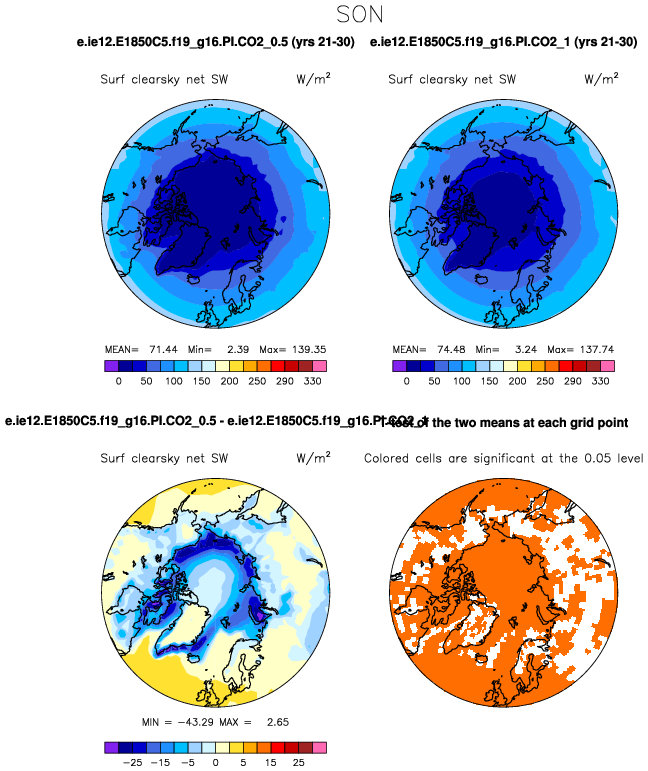 SON
e.ie12.E1850C5.f19_g16.PI.CO2_0.5 (yrs 21-30)
e.ie12.E1850C5.f19_g16.PI.CO2_1 (yrs 21-30)
Surf clearsky net SW W/m²
Surf clearsky net SW W/m²
MEAN= 71.44 Min= 2.39 Max= 139.35
MEAN= 74.48 Min= 3.24 Max= 137.74
0 50 100 150 200 250 290 330
0 50 100 150 200 250 290 330
e.ie12.E1850C5.f19_g16.PI.CO2_0.5 - e.ie12.E1850C5.f19_g16.PI.CO2_1
T-test of the two means at each grid point
Surf clearsky net SW W/m²
Colored cells are significant at the 0.05 level
MIN = -43.29 MAX = 2.65
-25 -15 -5 0 5 15 25